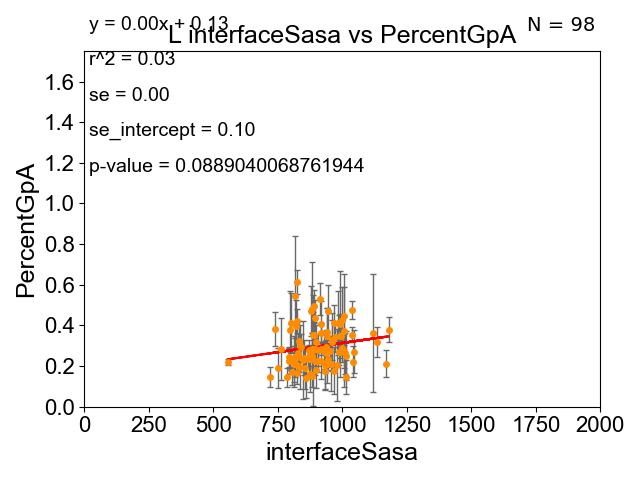 y = 0.00x + 0.13
N = 98
L interfaceSasa vs PercentGpA
r^2 = 0.03
se = 0.00
se_intercept = 0.10
p-value = 0.0889040068761944
PercentGpA
1.6
1.4
1.2
1.0
0.8
0.6
0.4
0.2
0.0
0 250 500 750 1000 1250 1500 1750 2000
interfaceSasa